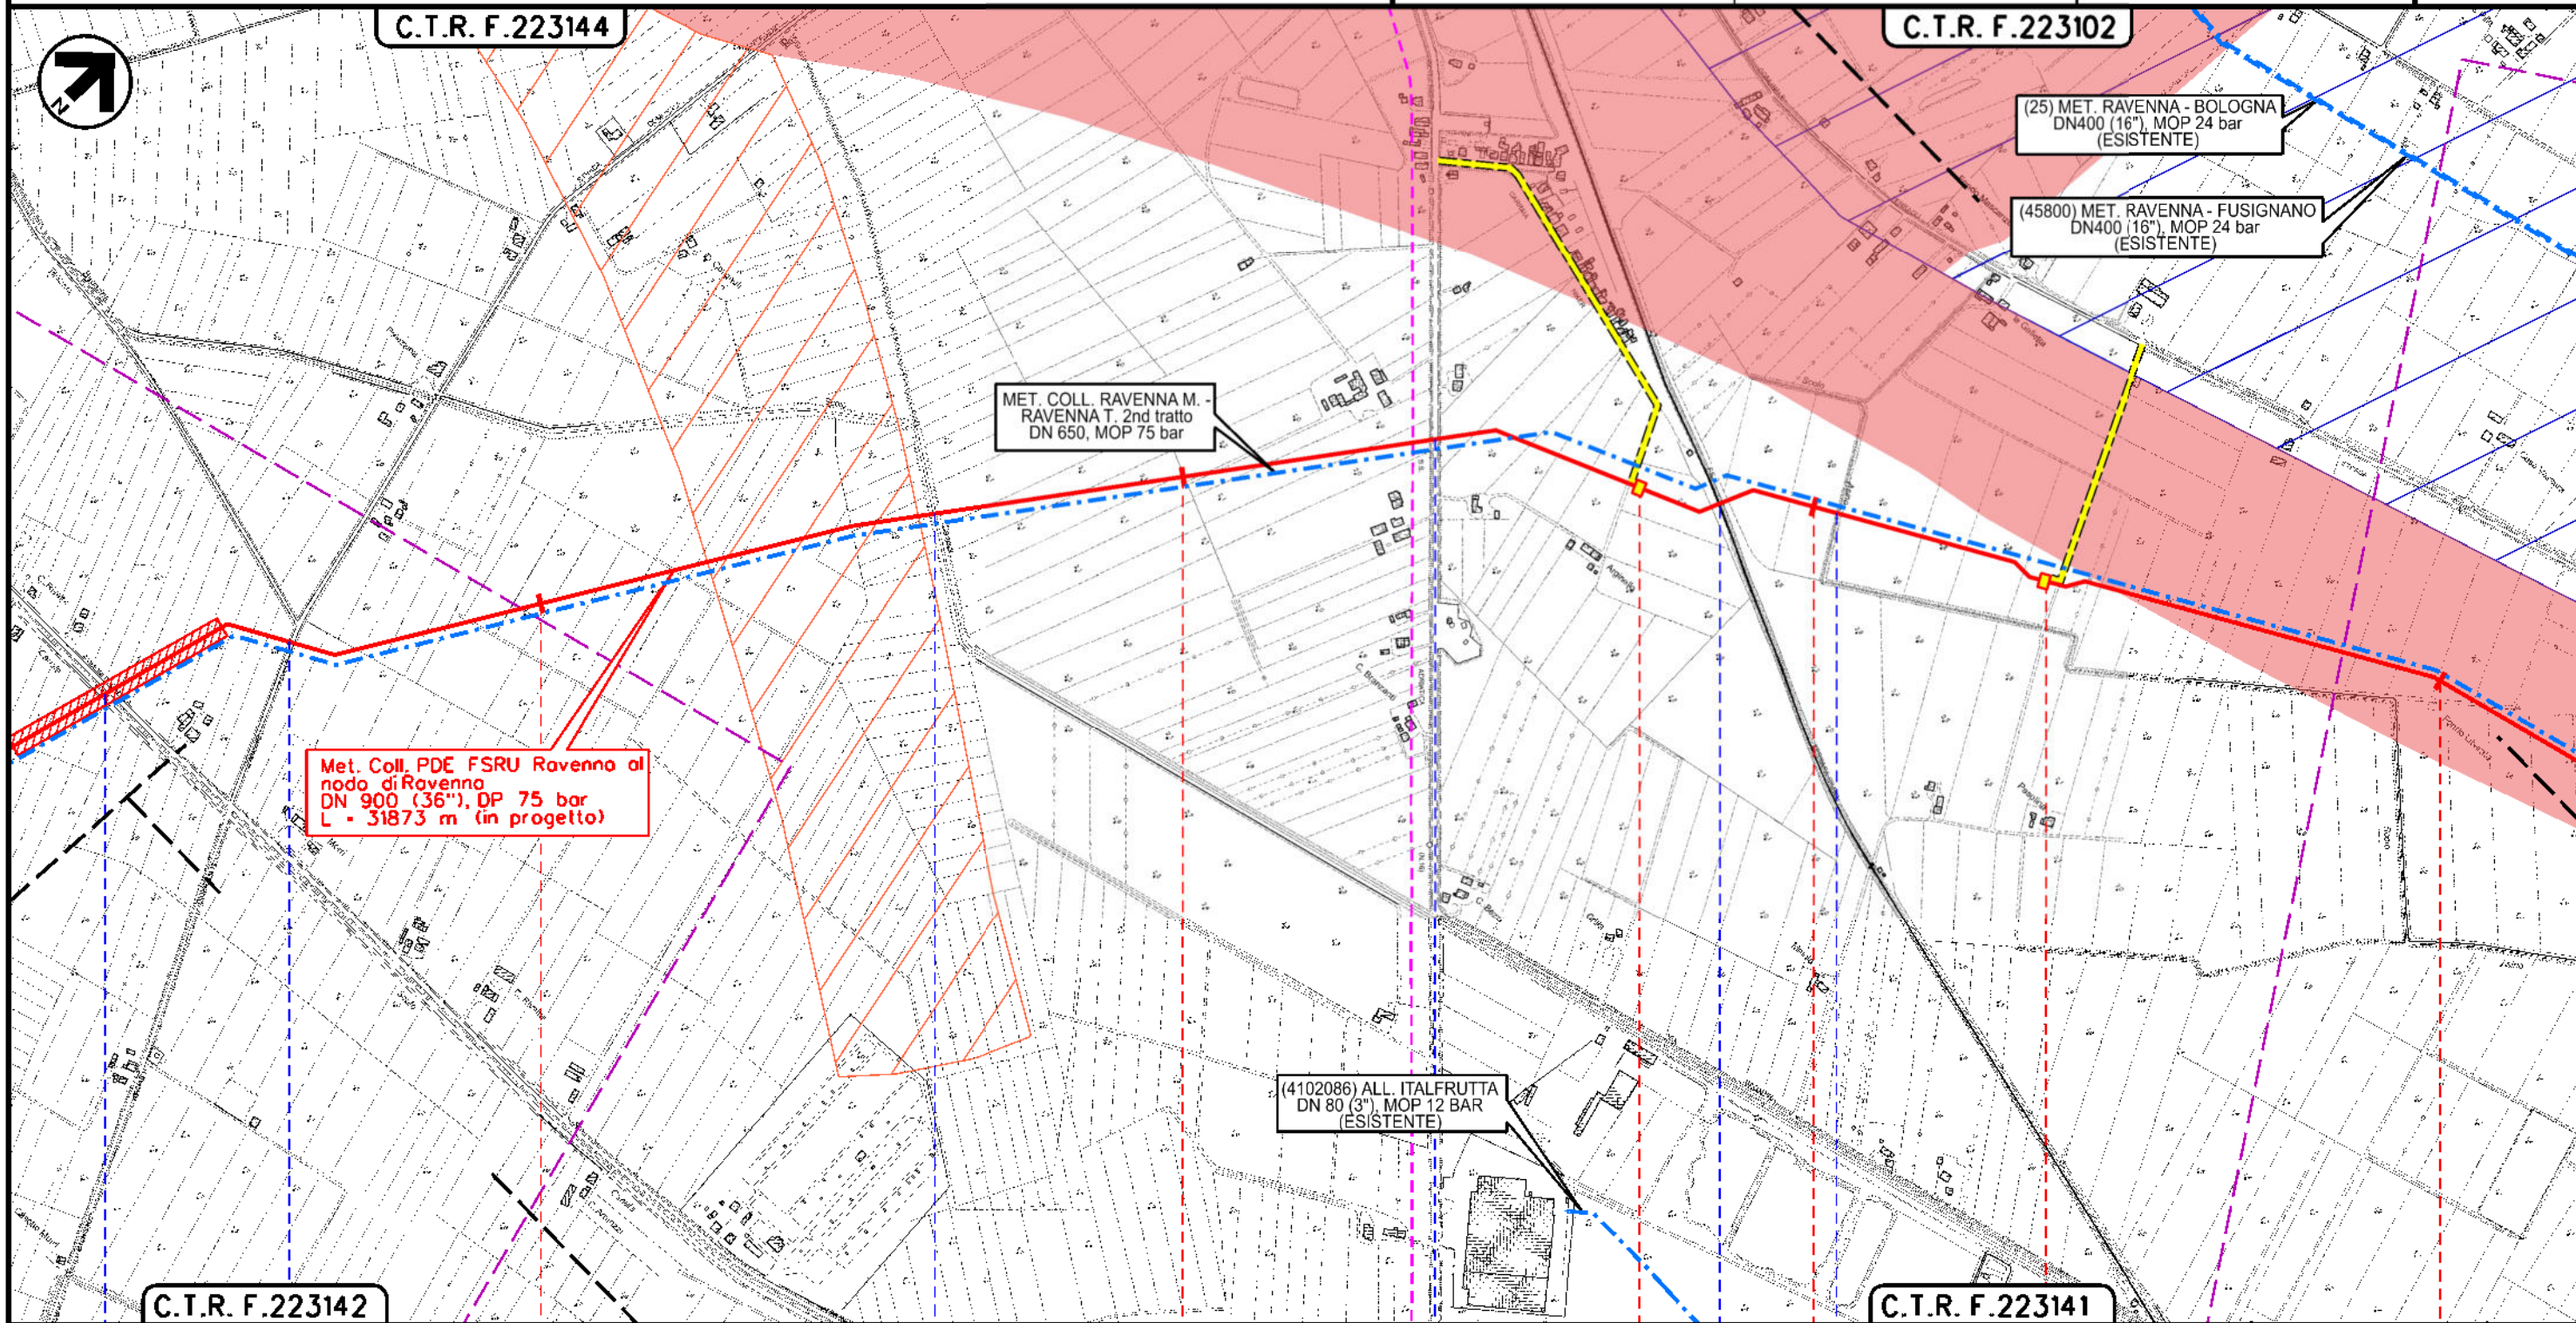 C.T.R. F.223144
C.T.R. F.223102
N
(25) MET. RAVENNA - BOLOGNA
DN400 (16"), MOP 24 bar
(ESISTENTE)
(45800) MET. RAVENNA - FUSIGNANO
DN400 (16"), MOP 24 bar
(ESISTENTE)
MET. COLL. RAVENNA M. -
RAVENNA T. 2nd tratto
DN 650, MOP 75 bar
Met. Coll. PDE FSRU Ravenna al
nodo di Ravenna
DN 900 (36"), DP 75 bar
L = 31873 m (in progetto)
(4102086) ALL. ITALFRUTTA
DN 80 (3"), MOP 12 BAR
(ESISTENTE)
C.T.R. F.223142
C.T.R. F.223141